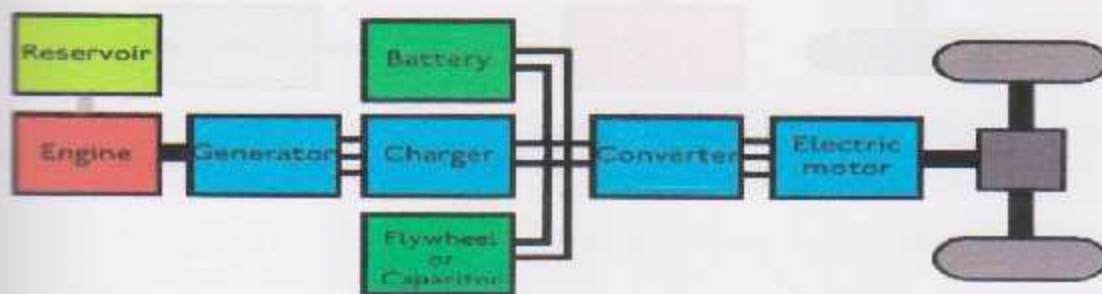 Reservoir
Battery
Engine
Generator
Charger
Converter
Electric
motor
Flywheel
or
Capacitor